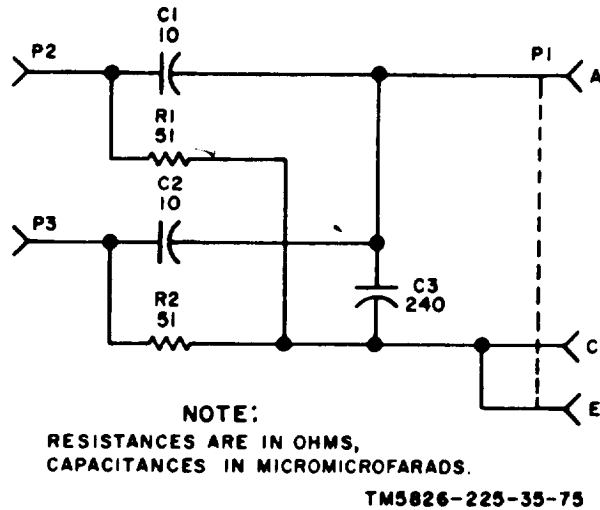 C1
10
P2
P1
A
R1
51
C2
10
P3
R2
51
C3
240
C
E
NOTE:
RESISTANCES ARE IN OHMS,
CAPACITANCES IN MICROMICROFARADS.
TM5826-225-35-75